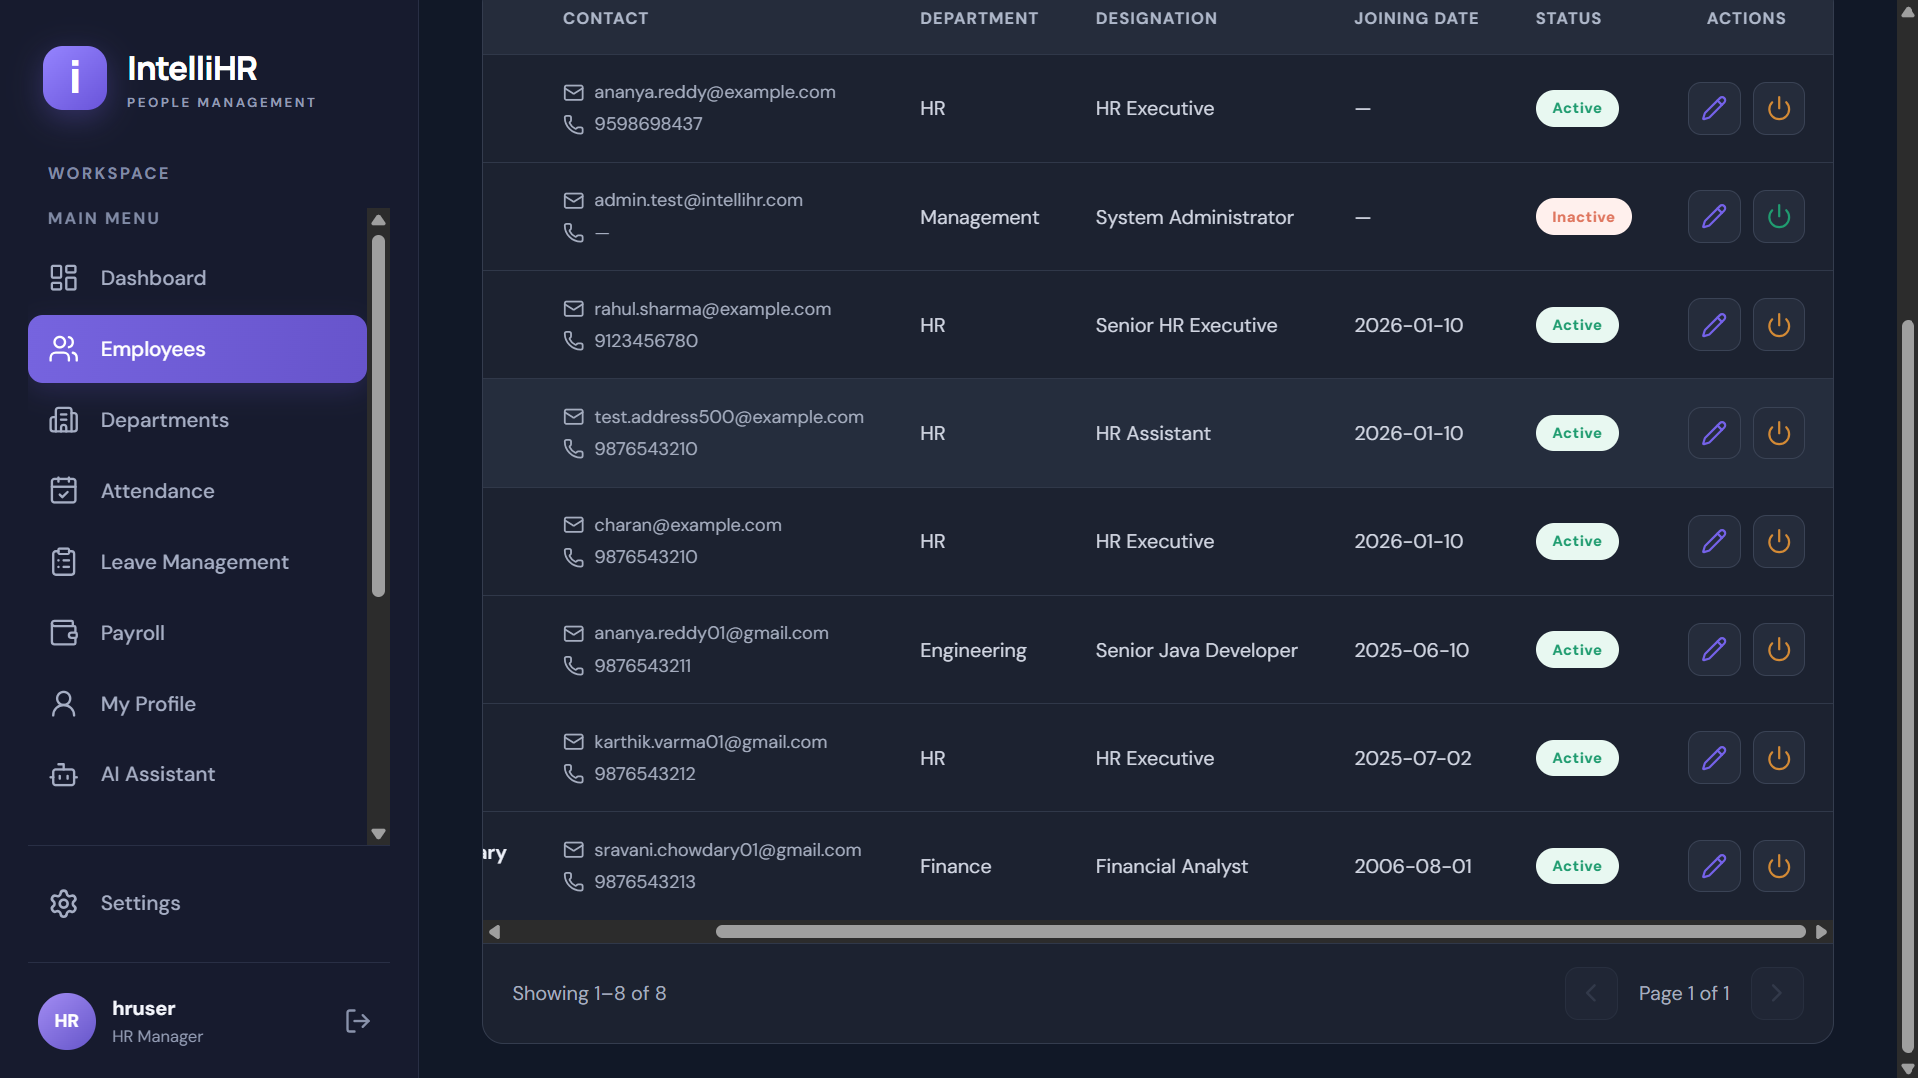 i
IntelliHR
PEOPLE MANAGEMENT
WORKSPACE
MAIN MENU
Dashboard
Employees
Departments
Attendance
Leave Management
Payroll
My Profile
AI Assistant
Settings
HR
hruser
HR Manager
CONTACT DEPARTMENT DESIGNATION JOINING DATE STATUS ACTIONS
ananya.reddy@example.com
9598698437
HR HR Executive — Active
admin.test@intellihr.com
—
Management System Administrator — Inactive
rahul.sharma@example.com
9123456780
HR Senior HR Executive 2026-01-10 Active
test.address500@example.com
9876543210
HR HR Assistant 2026-01-10 Active
charan@example.com
9876543210
HR HR Executive 2026-01-10 Active
ananya.reddy01@gmail.com
9876543211
Engineering Senior Java Developer 2025-06-10 Active
karthik.varma01@gmail.com
9876543212
HR HR Executive 2025-07-02 Active
ary
sravani.chowdary01@gmail.com
9876543213
Finance Financial Analyst 2006-08-01 Active
Showing 1–8 of 8
Page 1 of 1